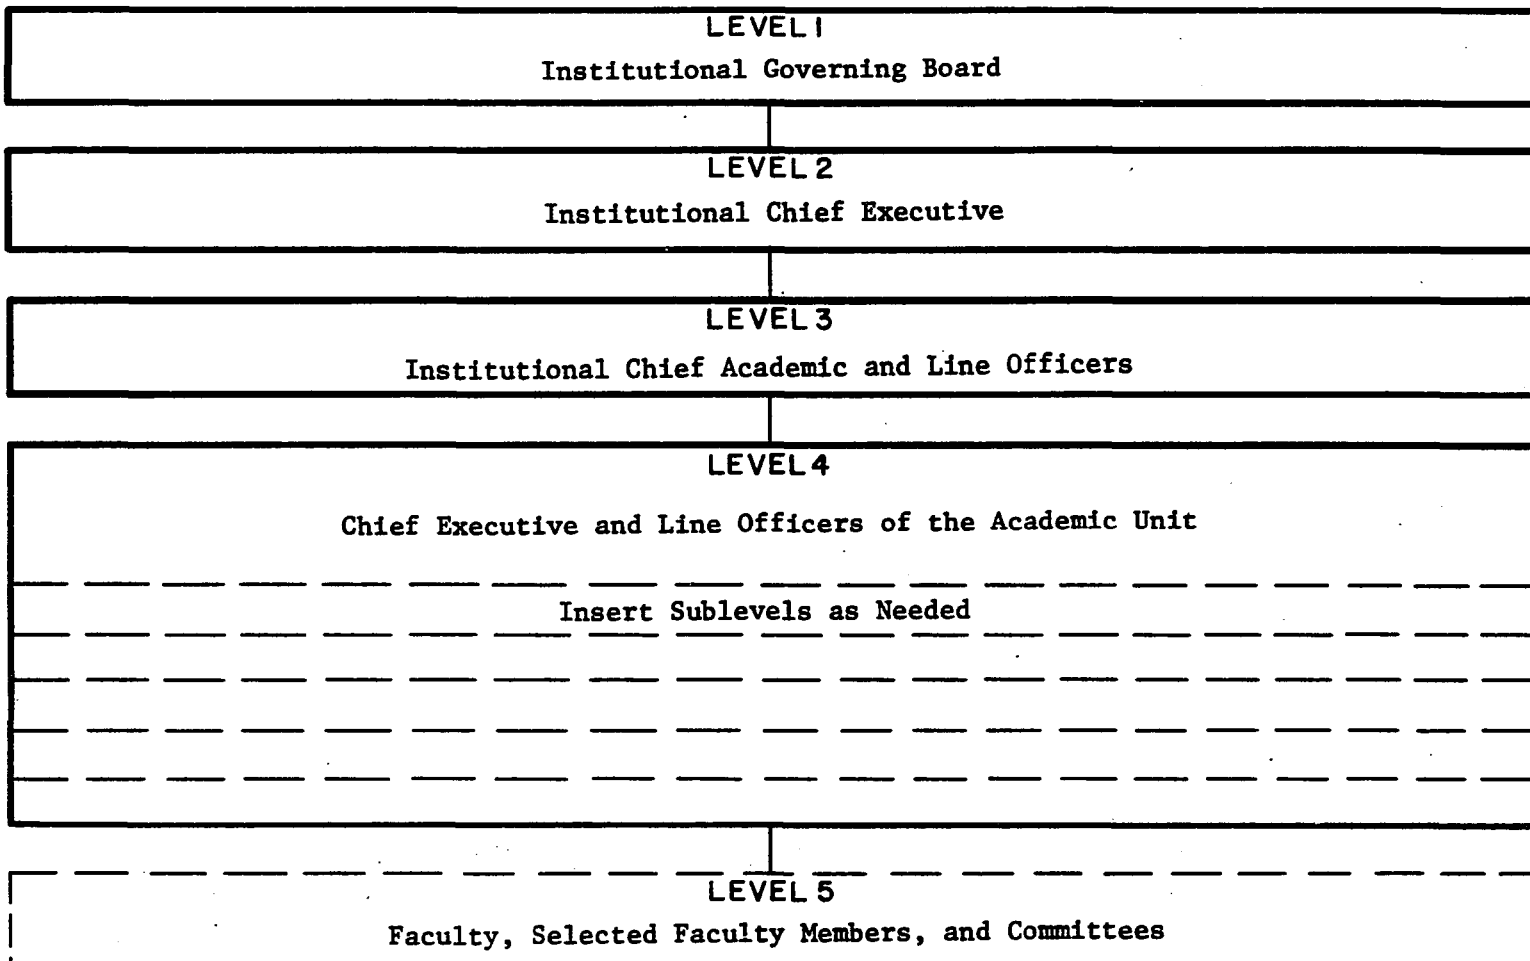 LEVEL 1
Institutional Governing Board
LEVEL 2
Institutional Chief Executive
LEVEL 3
Institutional Chief Academic and Line Officers
LEVEL 4
Chief Executive and Line Officers of the Academic Unit
Insert Sublevels as Needed
LEVEL 5
Faculty, Selected Faculty Members, and Committees